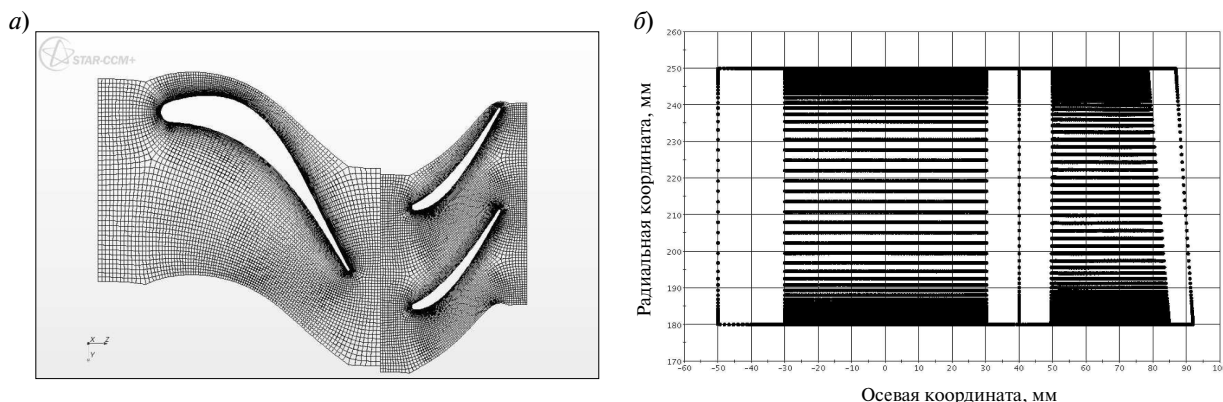 а)
STAR-CCM+
X Z
Y
б)
Радиальная координата, мм
260
250
240
230
220
210
200
190
180
170
-60 -50 -40 -30 -20 -10 0 10 20 30 40 50 60 70 80 90 100
Осевая координата, мм